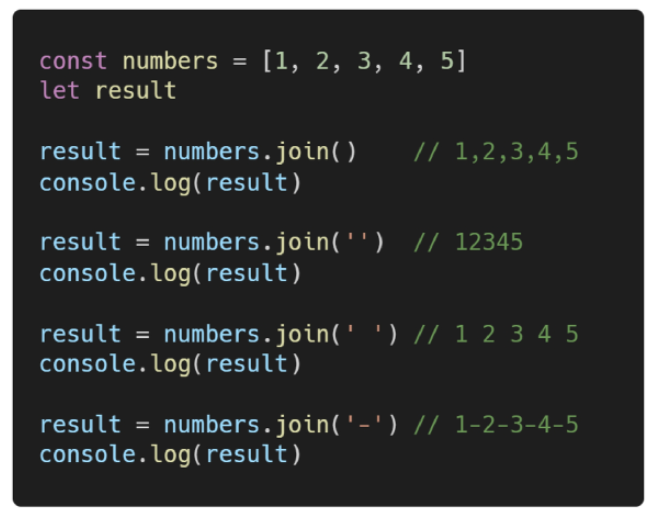 const numbers = [1, 2, 3, 4, 5]
let result
result = numbers.join()    // 1,2,3,4,5
console.log(result)
result = numbers.join('')  // 12345
console.log(result)
result = numbers.join(' ') // 1 2 3 4 5
console.log(result)
result = numbers.join('-') // 1-2-3-4-5
console.log(result)